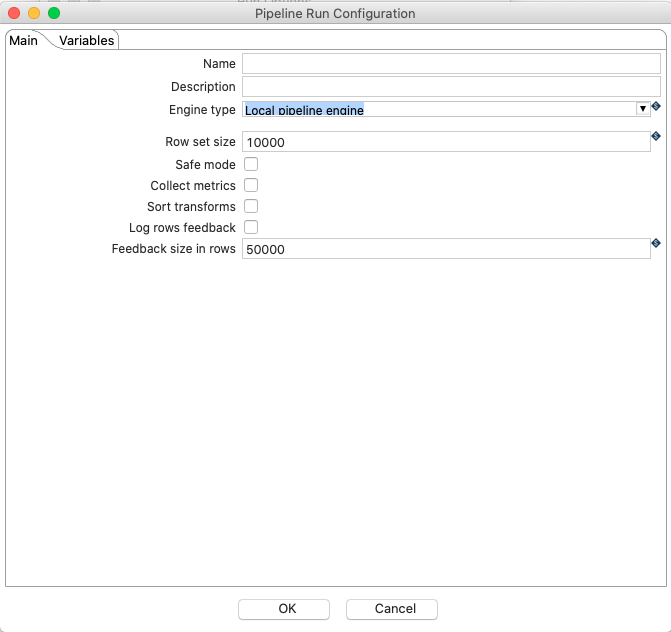 Pipeline Run Configuration
Main Variables
Name
Description
Engine type Local pipeline engine
Row set size 10000
Safe mode
Collect metrics
Sort transforms
Log rows feedback
Feedback size in rows 50000
OK Cancel